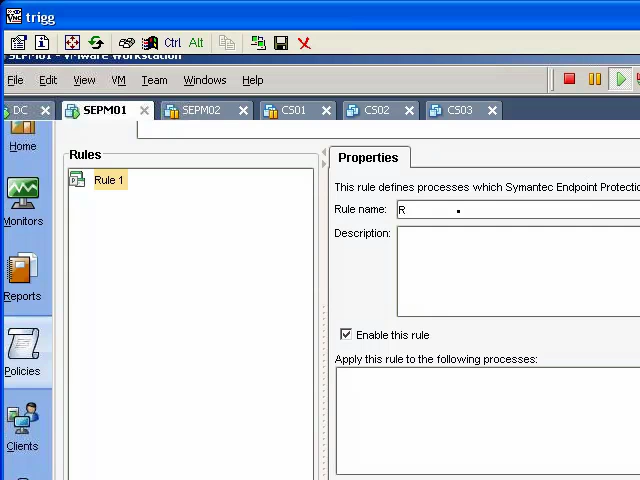 trigg
Ctrl Alt
SEPM01 - VMware Workstation
File Edit View VM Team Windows Help
DC SEPM01 SEPM02 CS01 CS02 CS03
Home
Monitors
Reports
Policies
Clients
Rules
Rule 1
Properties
This rule defines processes which Symantec Endpoint Protectio
Rule name: R
Description:
Enable this rule
Apply this rule to the following processes: